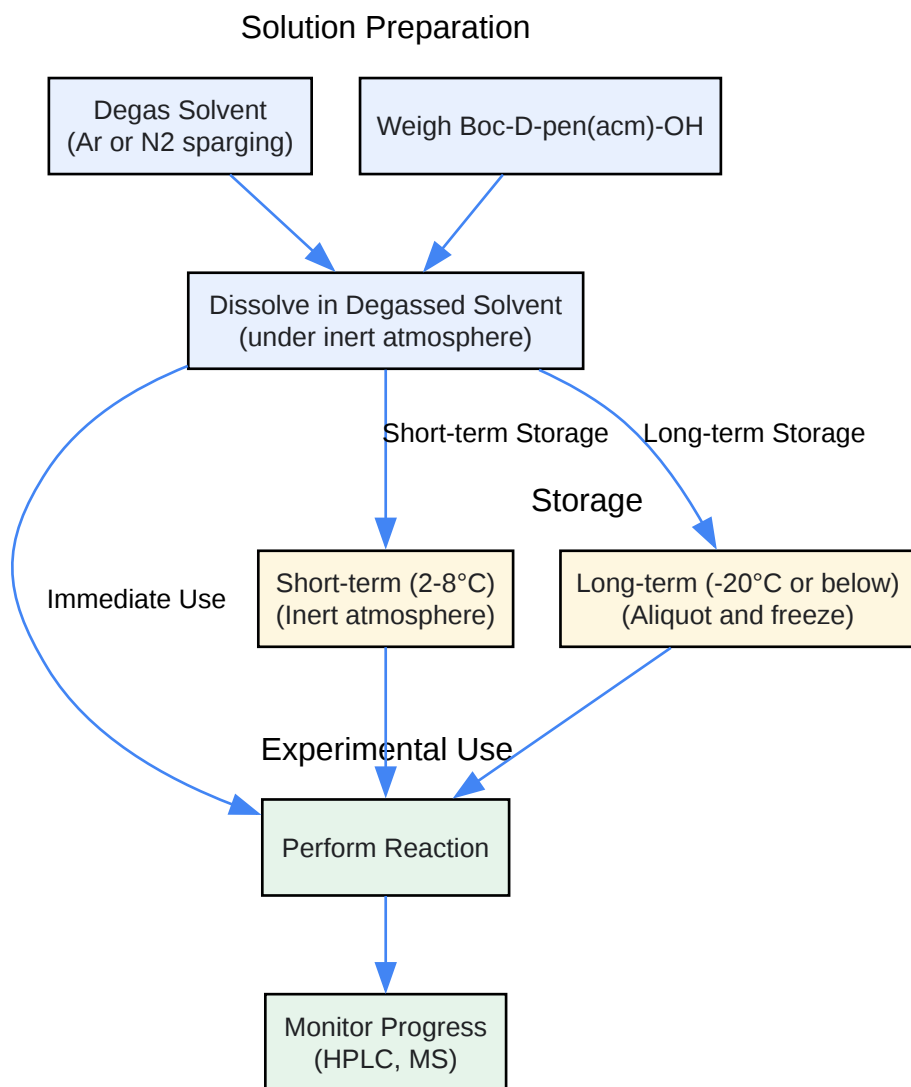 Solution Preparation
Degas Solvent
(Ar or N2 sparging)
Weigh Boc-D-pen(acm)-OH
Dissolve in Degassed Solvent
(under inert atmosphere)
Short-term Storage
Long-term Storage
Storage
Immediate Use
Short-term (2-8°C)
(Inert atmosphere)
Long-term (-20°C or below)
(Aliquot and freeze)
Experimental Use
Perform Reaction
Monitor Progress
(HPLC, MS)